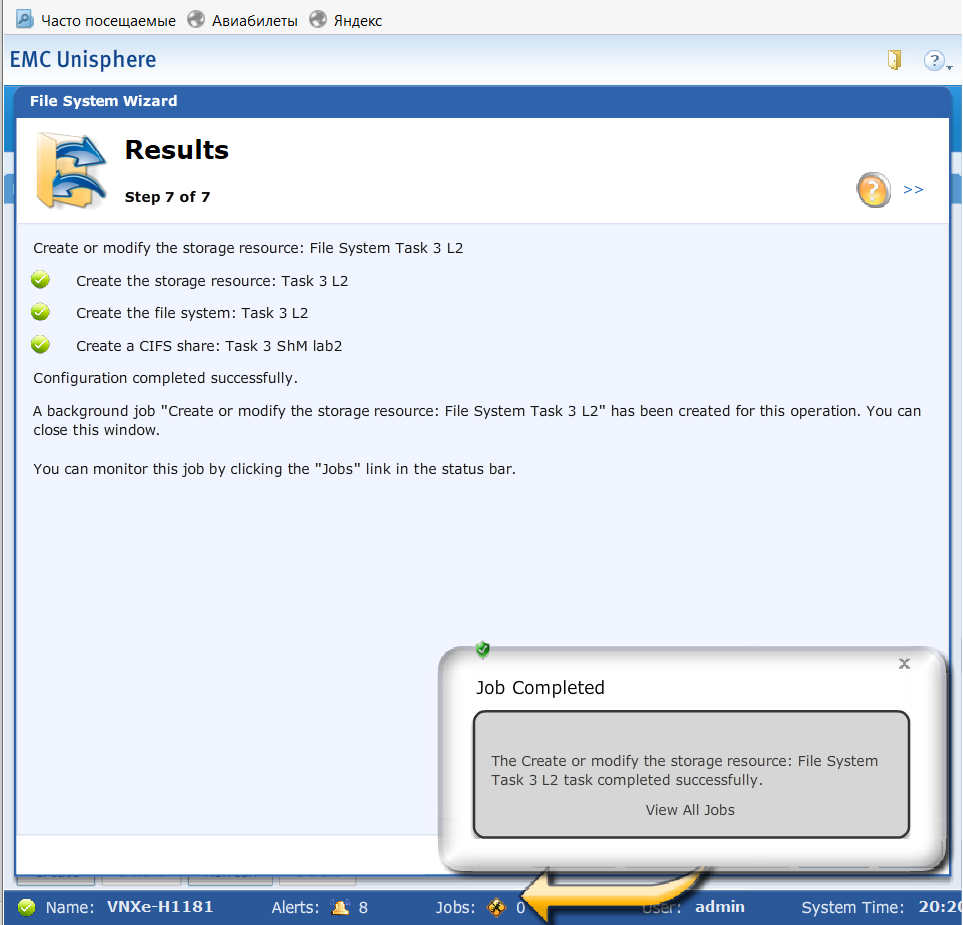 Часто посещаемые Авиабилеты Яндекс
EMC Unisphere
?
File System Wizard
Results
Step 7 of 7
? >>
Create or modify the storage resource: File System Task 3 L2
Create the storage resource: Task 3 L2
Create the file system: Task 3 L2
Create a CIFS share: Task 3 ShM lab2
Configuration completed successfully.
A background job "Create or modify the storage resource: File System Task 3 L2" has been created for this operation. You can
close this window.
You can monitor this job by clicking the "Jobs" link in the status bar.
x
Job Completed
The Create or modify the storage resource: File System
Task 3 L2 task completed successfully.
View All Jobs
Name: VNXe-H1181 Alerts: 8 Jobs: 0 User: admin System Time: 20:20